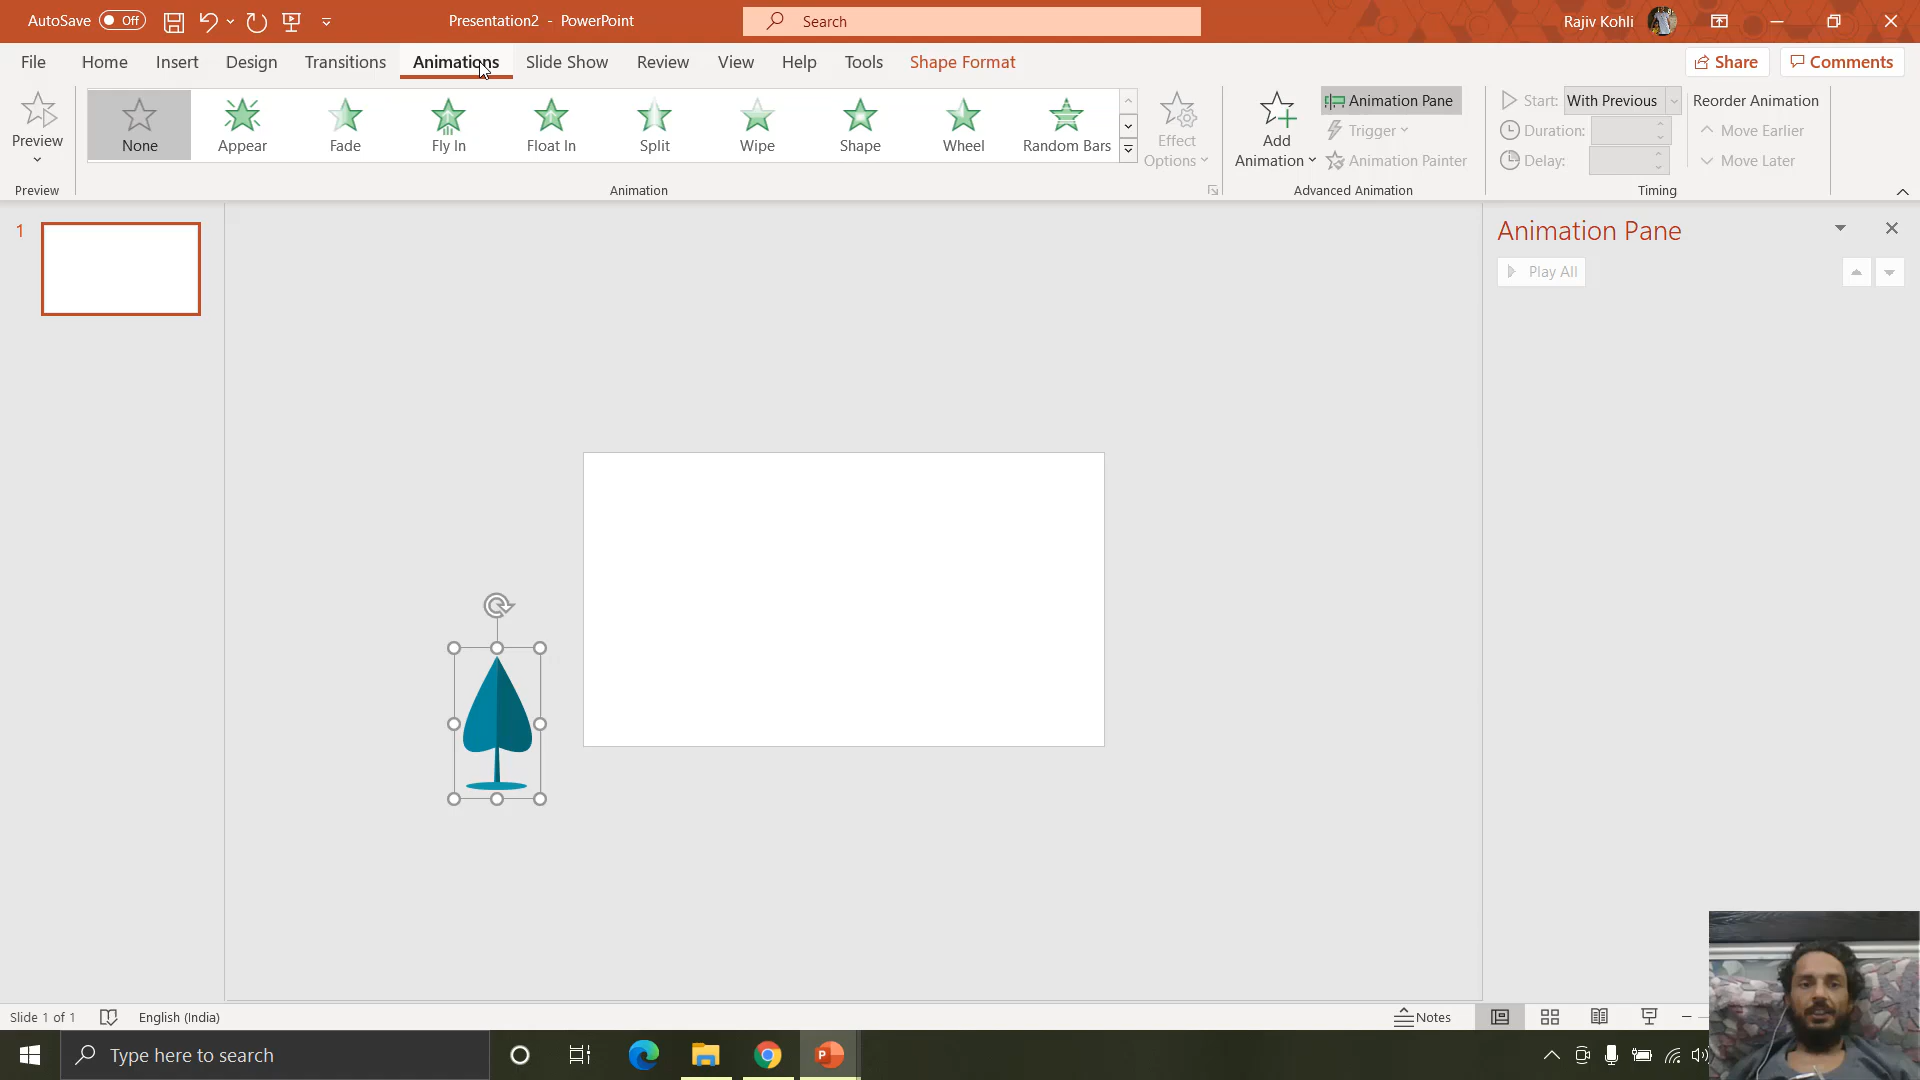 AutoSave Off Presentation2 - PowerPoint Search Rajiv Kohli
File Home Insert Design Transitions Animations Slide Show Review View Help Tools Shape Format Share Comments
Preview
None Appear Fade Fly In Float In Split Wipe Shape Wheel Random Bars
Effect Options
Add Animation
Animation Pane
Trigger
Animation Painter
Start: With Previous
Duration:
Delay:
Reorder Animation
Move Earlier
Move Later
Preview Animation Advanced Animation Timing
1
Animation Pane
Play All
Slide 1 of 1 English (India) Notes
Type here to search